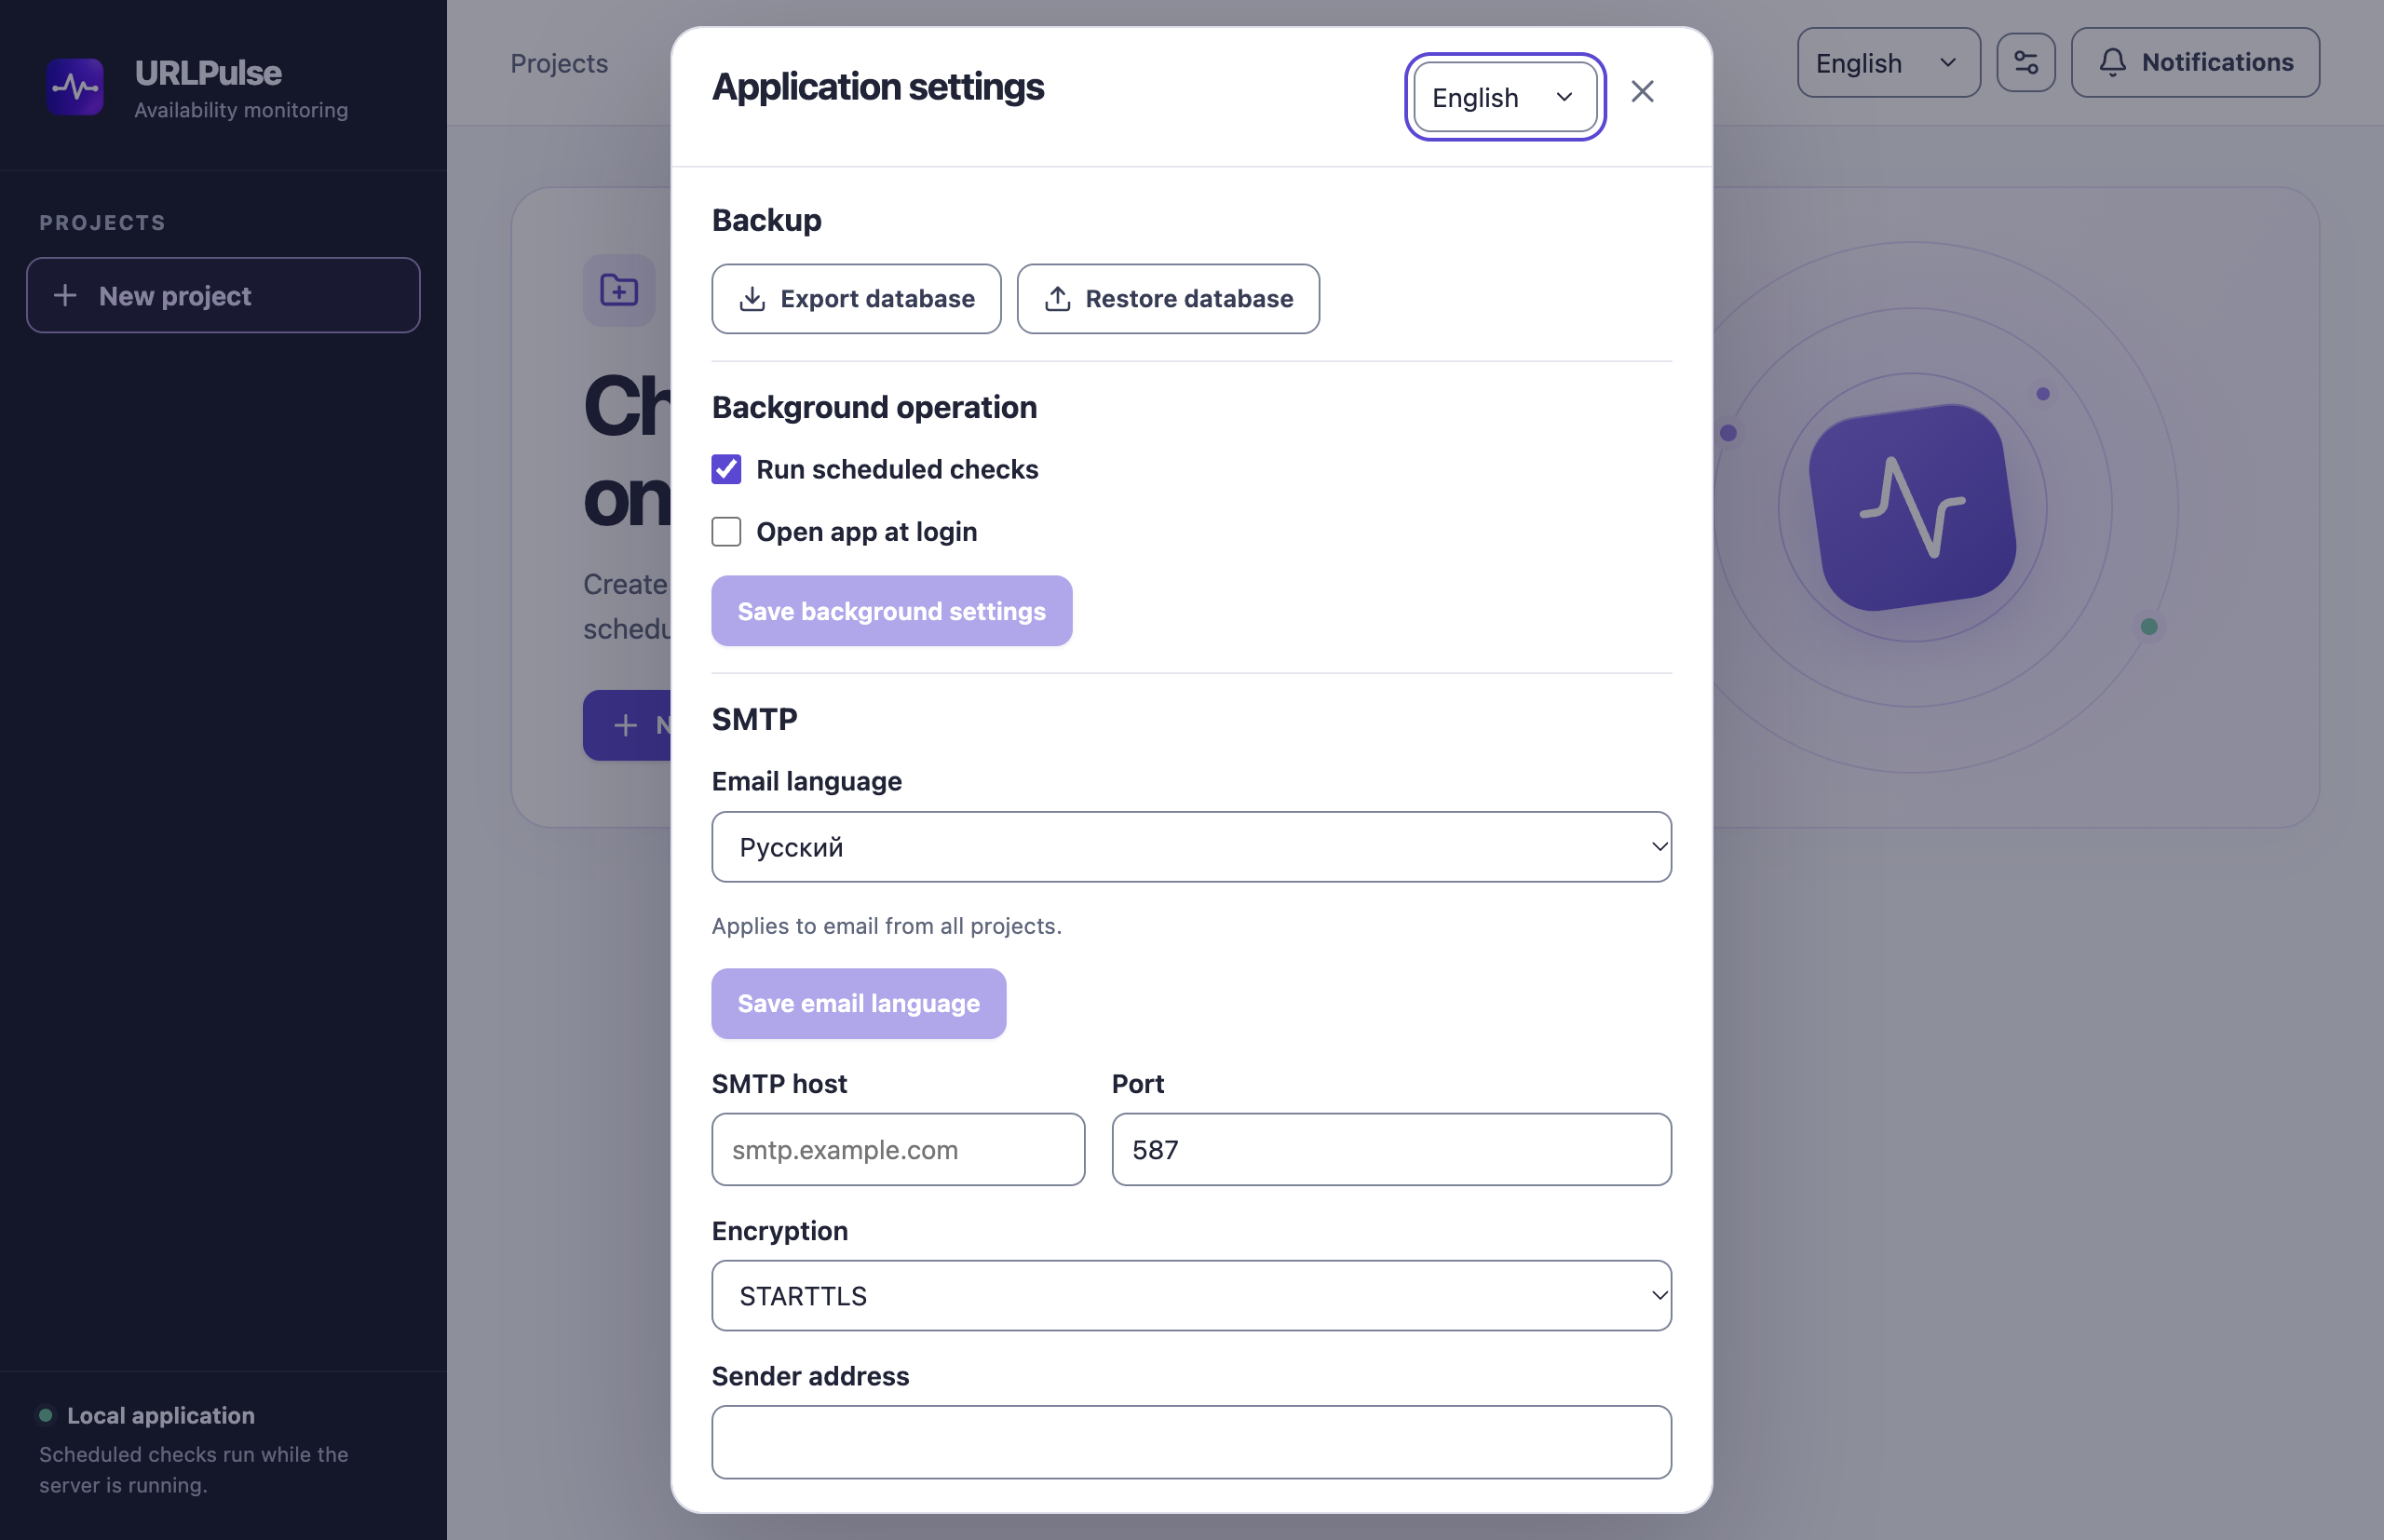 URLPulse
Availability monitoring
PROJECTS
New project
Local application
Scheduled checks run while the
server is running.
Projects
English
Notifications
Create
Application settings
English
Backup
Export database
Restore database
Background operation
Run scheduled checks
Open app at login
Save background settings
SMTP
Email language
Русский
Applies to email from all projects.
Save email language
SMTP host
Port
smtp.example.com
587
Encryption
STARTTLS
Sender address